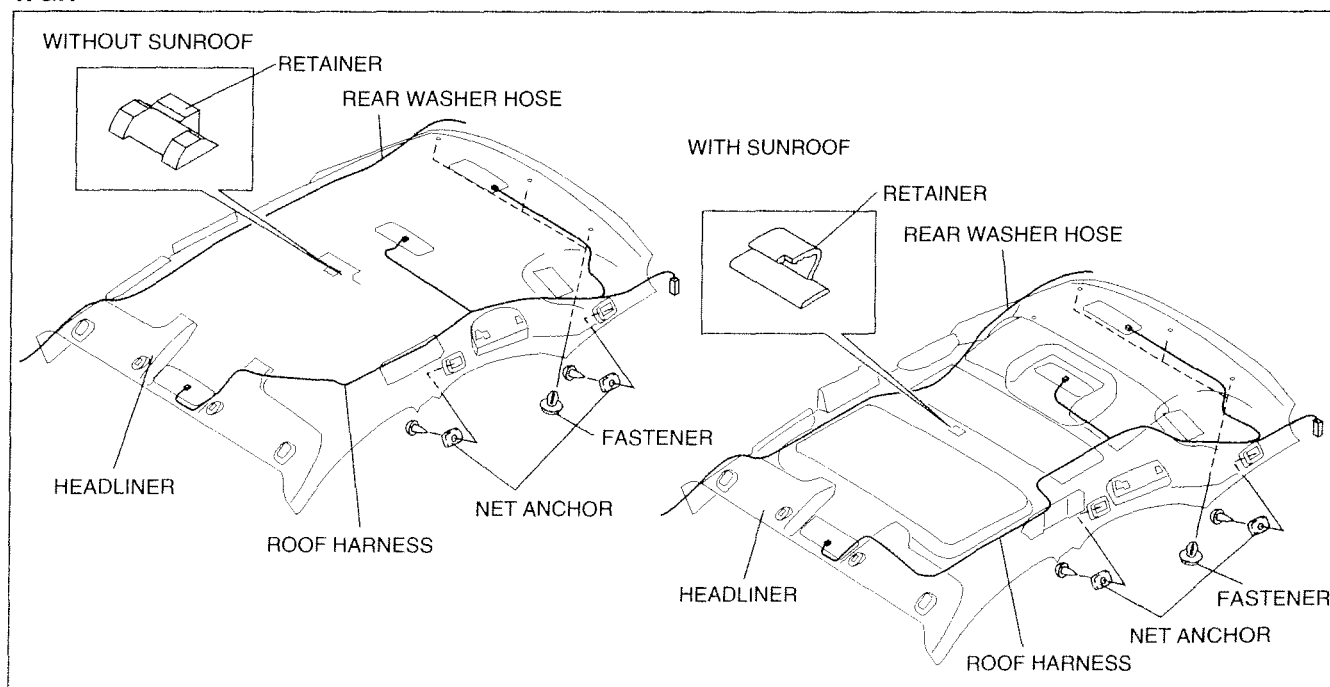 WITHOUT SUNROOF
RETAINER
REAR WASHER HOSE
HEADLINER
ROOF HARNESS
NET ANCHOR
FASTENER
WITH SUNROOF
RETAINER
REAR WASHER HOSE
HEADLINER
ROOF HARNESS
NET ANCHOR
FASTENER